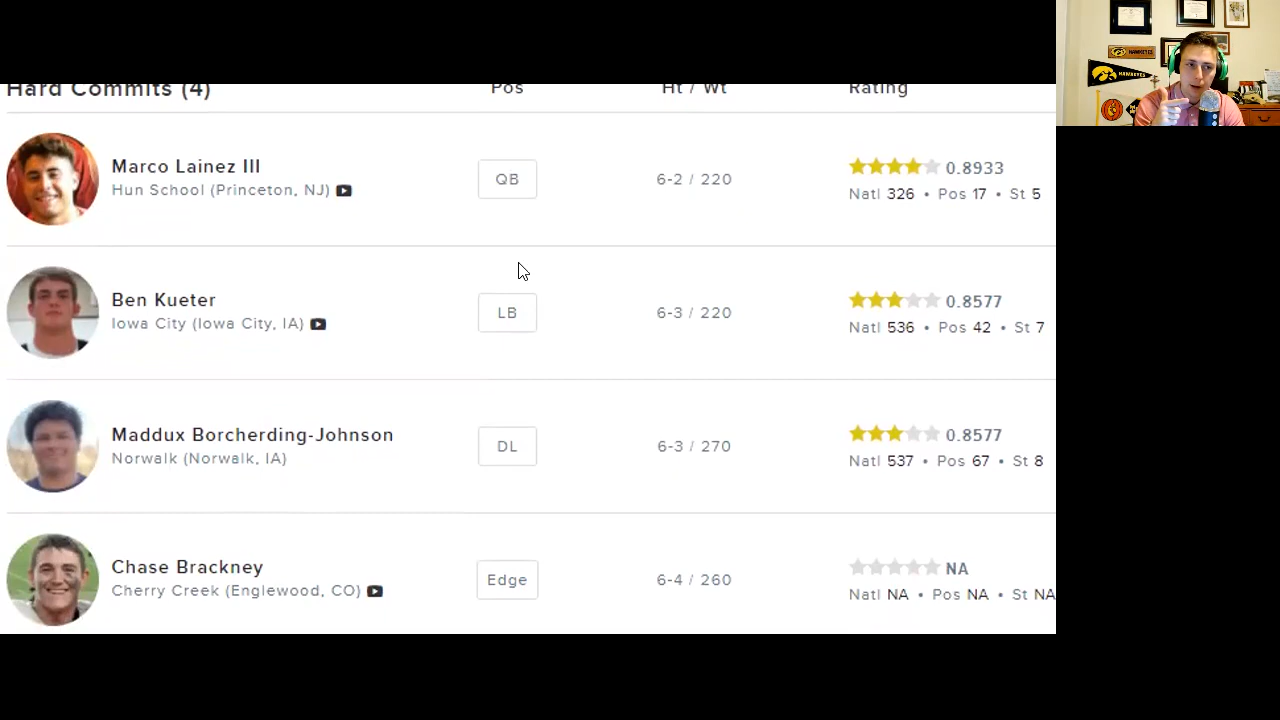 Hard Commits (4) Pos Ht / Wt Rating
Marco Lainez III
Hun School (Princeton, NJ)
QB
6-2 / 220
0.8933
Natl 326 • Pos 17 • St 5
Ben Kueter
Iowa City (Iowa City, IA)
LB
6-3 / 220
0.8577
Natl 536 • Pos 42 • St 7
Maddux Borcherding-Johnson
Norwalk (Norwalk, IA)
DL
6-3 / 270
0.8577
Natl 537 • Pos 67 • St 8
Chase Brackney
Cherry Creek (Englewood, CO)
Edge
6-4 / 260
NA
Natl NA • Pos NA • St NA
HAWKEYES
HAWKEYES